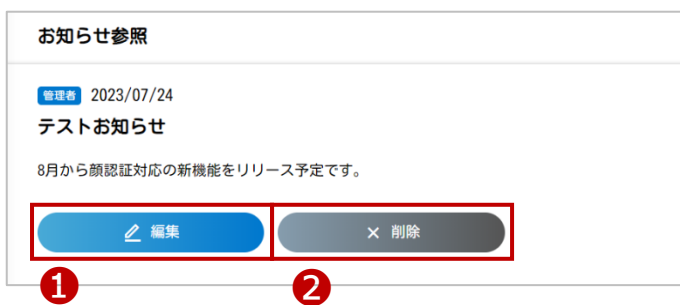 お知らせ参照
管理者 2023/07/24
テストお知らせ
8月から顔認証対応の新機能をリリース予定です。
編集 × 削除
1 2